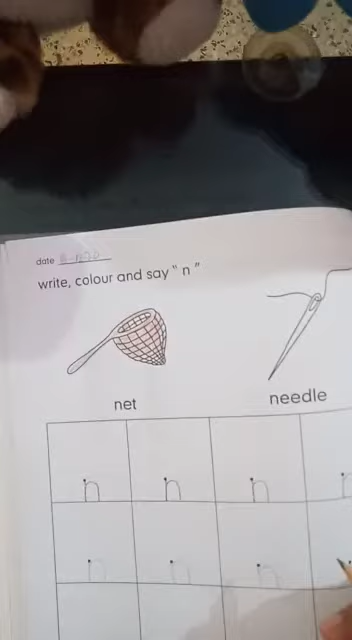 date
write, colour and say " n "
net needle
n n n n
n n n